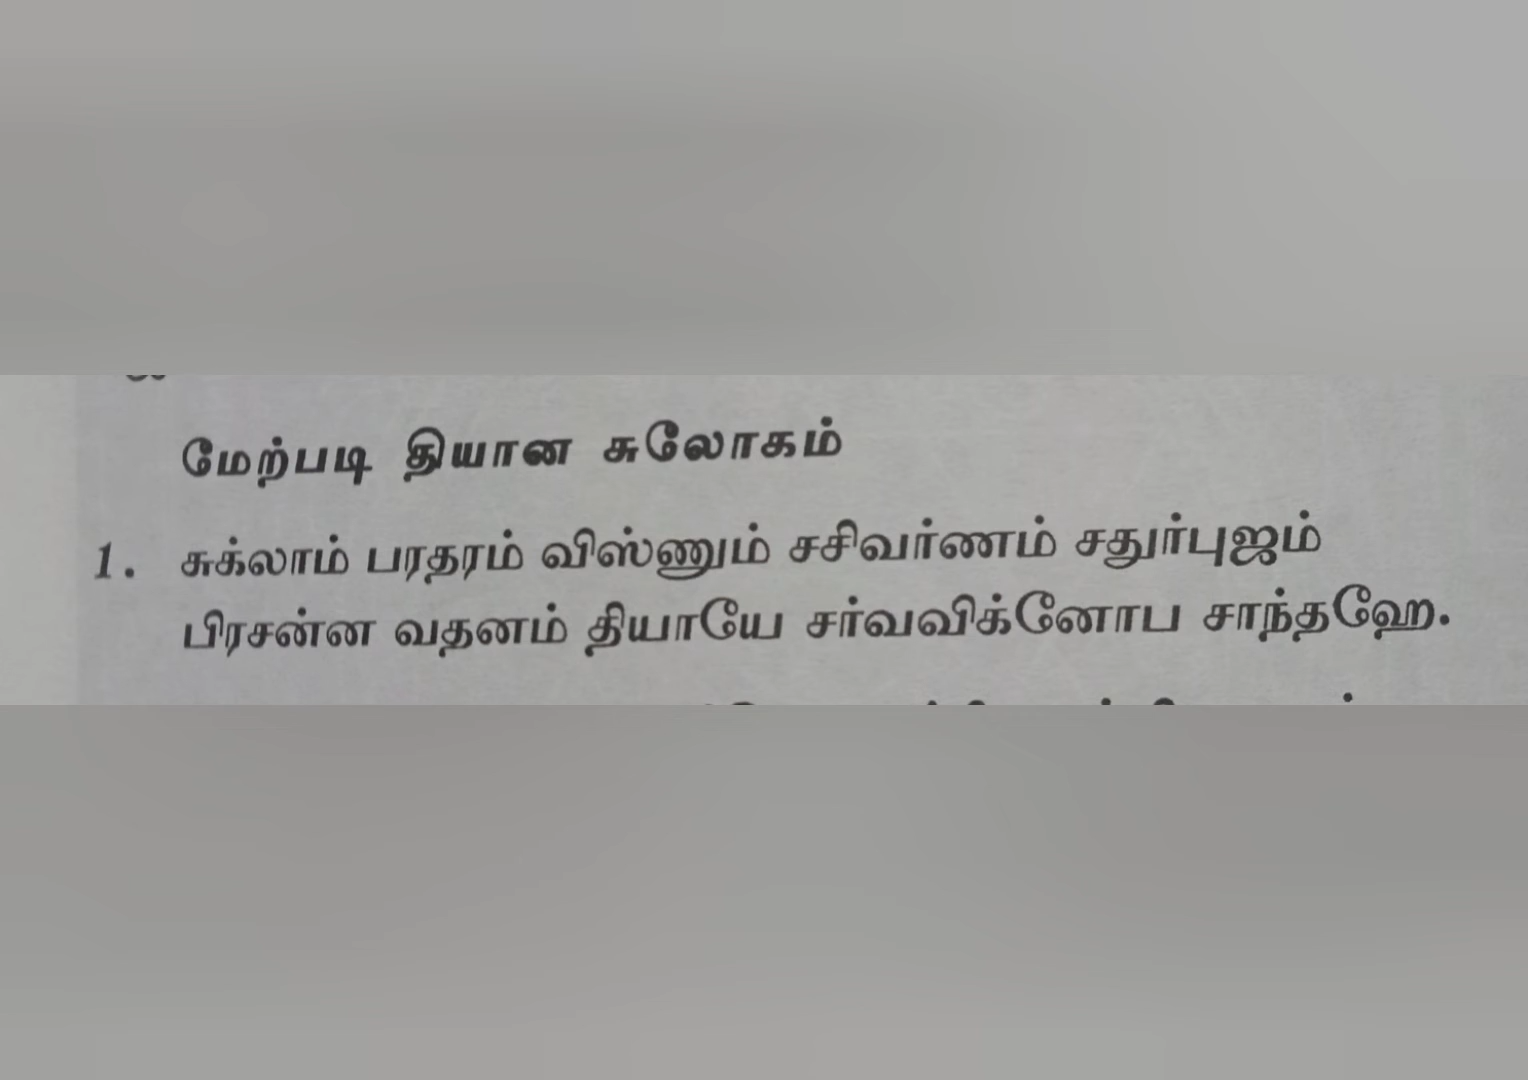 மேற்படி தியான சுலோகம்
1. சுக்லாம் பரதரம் விஸ்ணும் சசிவர்ணம் சதுர்புஜம்
பிரசன்ன வதனம் தியாயே சர்வவிக்னோப சாந்தஹே.